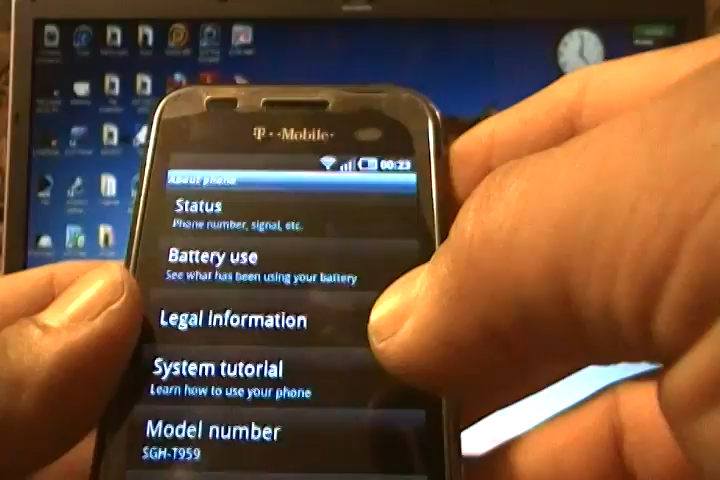 T··Mobile·
00:23
About phone
Status
Phone number, signal, etc.
Battery use
See what has been using your battery
Legal information
System tutorial
Learn how to use your phone
Model number
SGH-T959